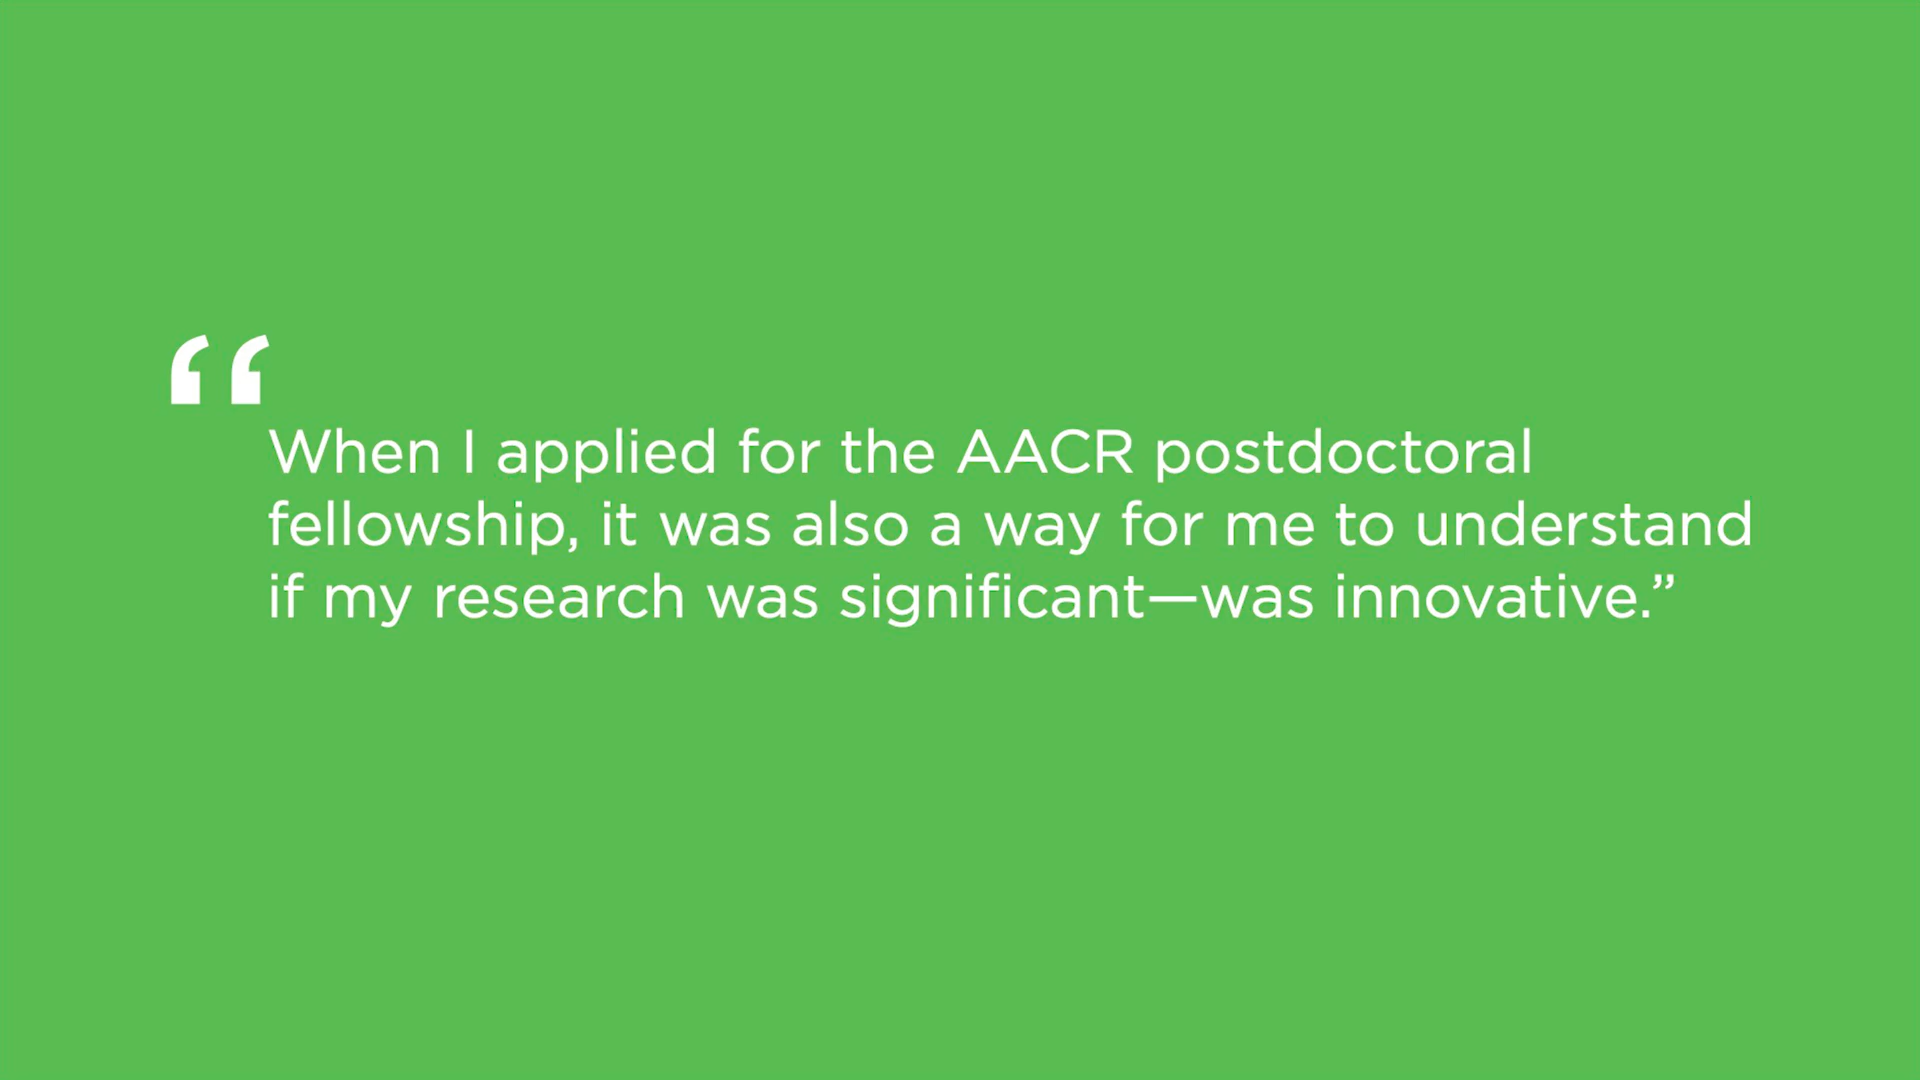 “
When I applied for the AACR postdoctoral
fellowship, it was also a way for me to understand
if my research was significant—was innovative.”